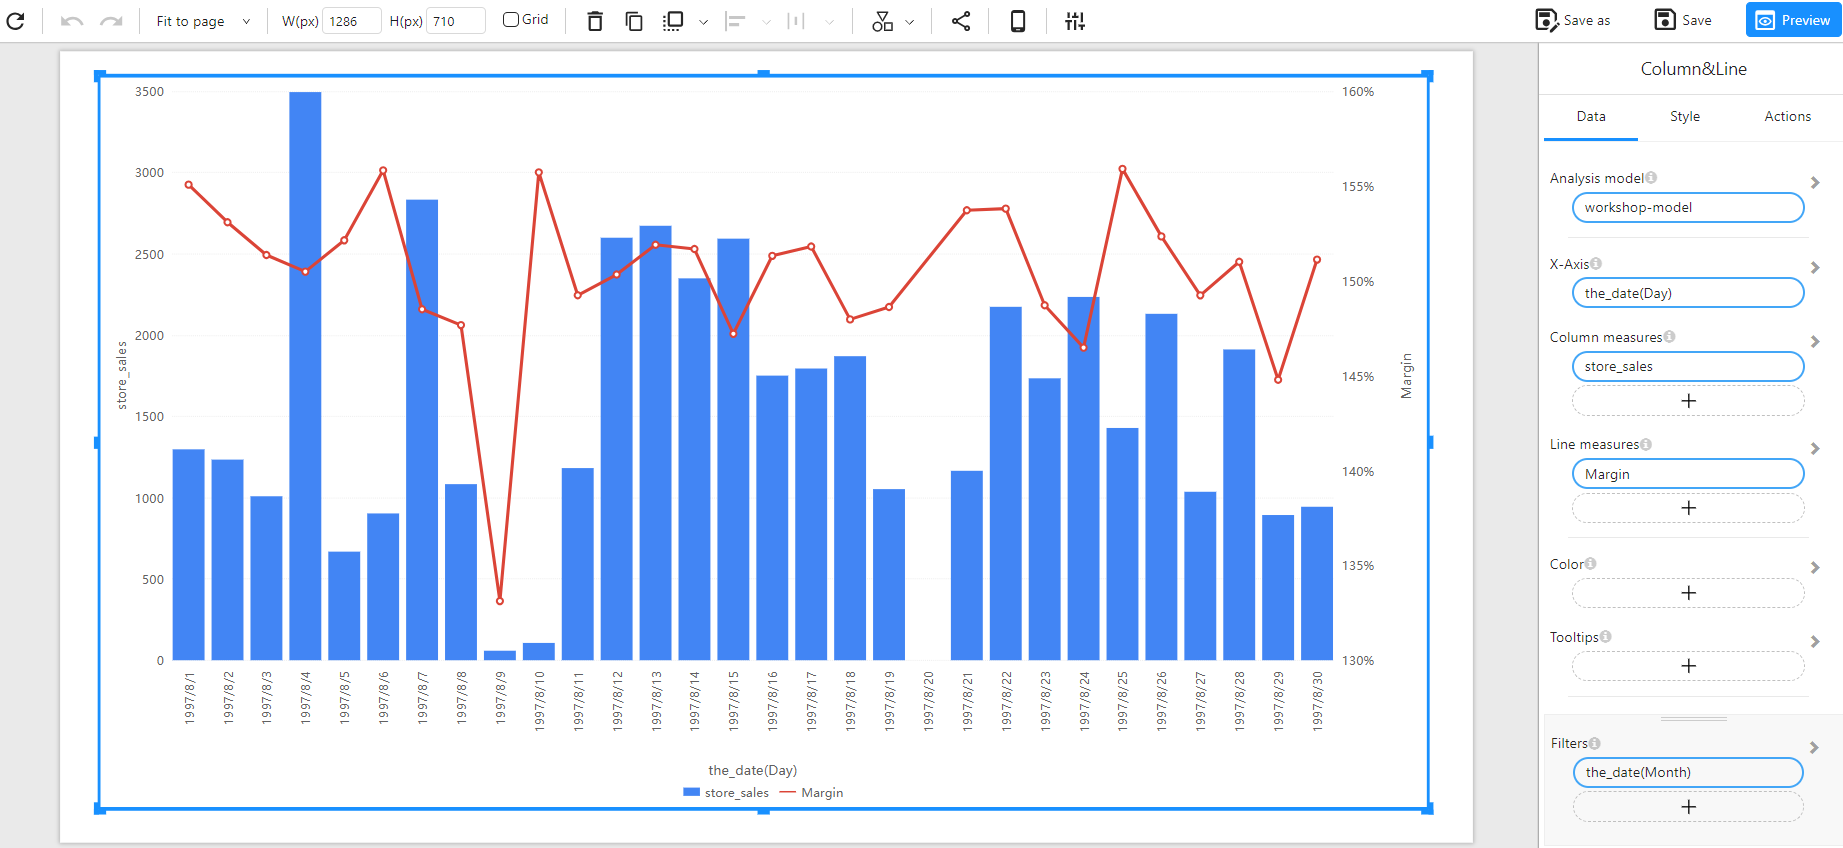 Fit to page W(px) 1286 H(px) 710 Grid Save as Save Preview
Column&Line
Data Style Actions
Analysis model
workshop-model
X-Axis
the_date(Day)
Column measures
store_sales
Line measures
Margin
Color
Tooltips
Filters
the_date(Month)
3500
3000
2500
2000
1500
1000
500
0
store_sales
160%
155%
150%
145%
140%
135%
130%
Margin
1997/8/1
1997/8/2
1997/8/3
1997/8/4
1997/8/5
1997/8/6
1997/8/7
1997/8/8
1997/8/9
1997/8/10
1997/8/11
1997/8/12
1997/8/13
1997/8/14
1997/8/15
1997/8/16
1997/8/17
1997/8/18
1997/8/19
1997/8/20
1997/8/21
1997/8/22
1997/8/23
1997/8/24
1997/8/25
1997/8/26
1997/8/27
1997/8/28
1997/8/29
1997/8/30
the_date(Day)
store_sales Margin